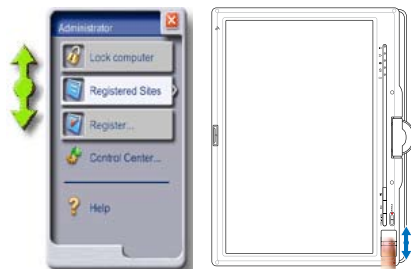 Administrator
Lock computer
Registered Sites
Register...
Control Center...
Help